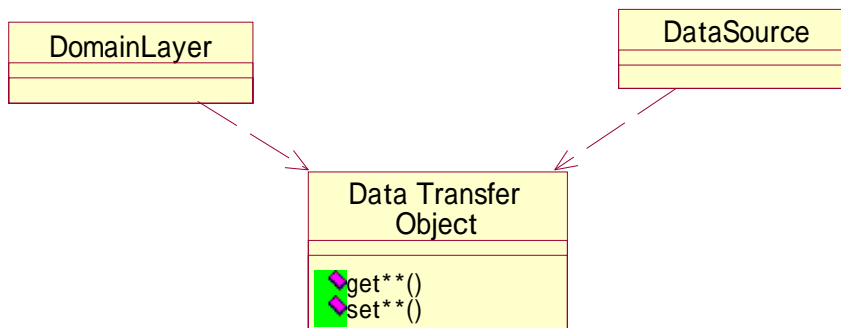 DomainLayer
DataSource
Data Transfer
Object
get**()
set**()